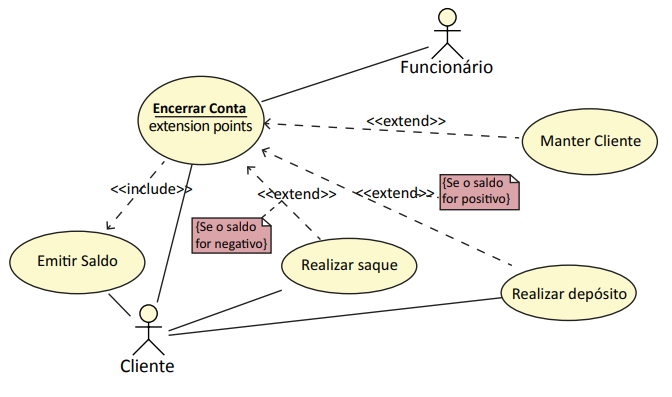 Funcionário
Encerrar Conta
extension points
<<extend>>
Manter Cliente
<<include>>
<<extend>>
<<extend>>
{Se o saldo
for positivo}
{Se o saldo
for negativo}
Emitir Saldo
Realizar saque
Realizar depósito
Cliente